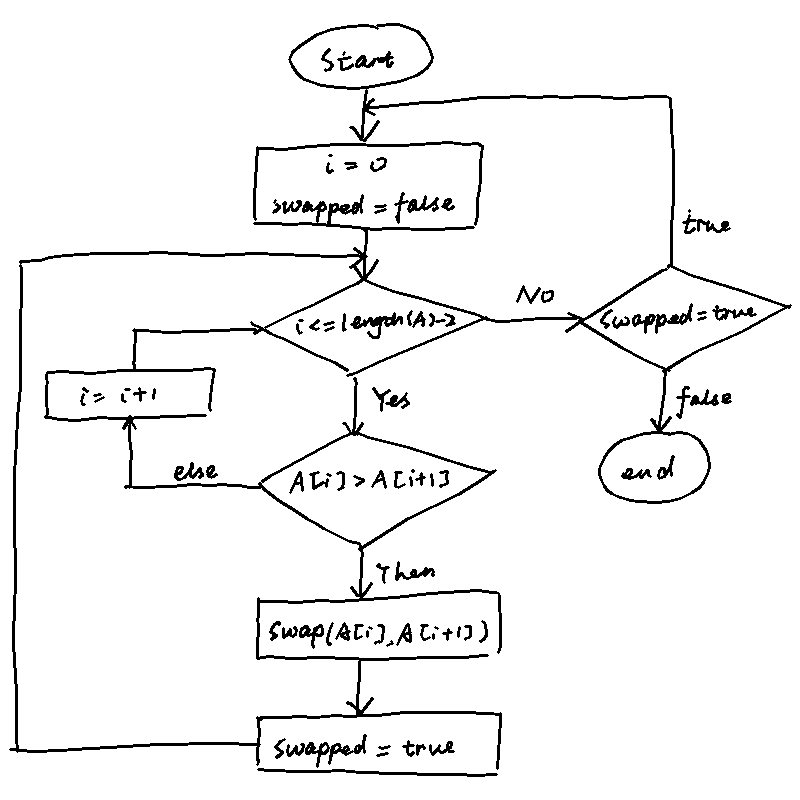 Start
i = 0
swapped = false
true
No
i <= length(A)-2
swapped = true
i = i+1
Yes
false
else
A[i] > A[i+1]
end
Then
swap(A[i], A[i+1])
swapped = true